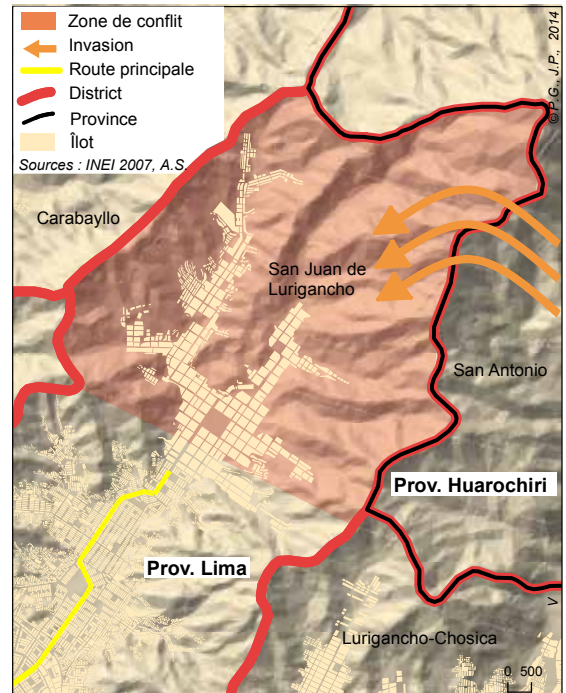 Zone de conflit
Invasion
Route principale
District
Province
Îlot
Sources : INEI 2007, A.S.
©P.G., J.P., 2014
Carabayllo
San Juan de
Lurigancho
San Antonio
Prov. Huarochiri
Prov. Lima
Lurigancho-Chosica
V
0 500